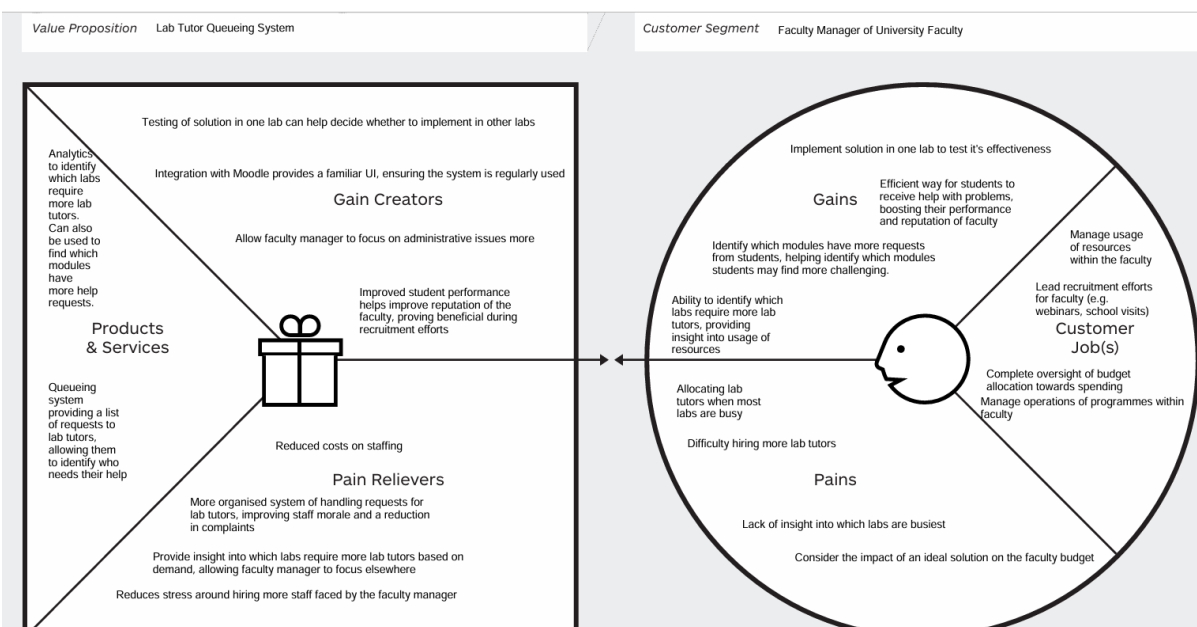 Value Proposition Lab Tutor Queueing System
Testing of solution in one lab can help decide whether to implement in other labs
Integration with Moodle provides a familiar UI, ensuring the system is regularly used
Gain Creators
Allow faculty manager to focus on administrative issues more
Improved student performance
helps improve reputation of the
faculty, proving beneficial during
recruitment efforts
Analytics
to identify
which labs
require
more lab
tutors.
Can also
be used to
find which
modules
have
more help
requests.
Products
& Services
Queueing
system
providing a list
of requests to
lab tutors,
allowing them
to identify who
needs their help
Reduced costs on staffing
Pain Relievers
More organised system of handling requests for
lab tutors, improving staff morale and a reduction
in complaints
Provide insight into which labs require more lab tutors based on
demand, allowing faculty manager to focus elsewhere
Reduces stress around hiring more staff faced by the faculty manager
Customer Segment Faculty Manager of University Faculty
Implement solution in one lab to test it's effectiveness
Gains
Efficient way for students to
receive help with problems,
boosting their performance
and reputation of faculty
Identify which modules have more requests
from students, helping identify which modules
students may find more challenging.
Ability to identify which
labs require more lab
tutors, providing
insight into usage of
resources
Manage usage
of resources
within the faculty
Lead recruitment efforts
for faculty (e.g.
webinars, school visits)
Customer
Job(s)
Complete oversight of budget
allocation towards spending
Manage operations of programmes within
faculty
Allocating lab
tutors when most
labs are busy
Difficulty hiring more lab tutors
Pains
Lack of insight into which labs are busiest
Consider the impact of an ideal solution on the faculty budget